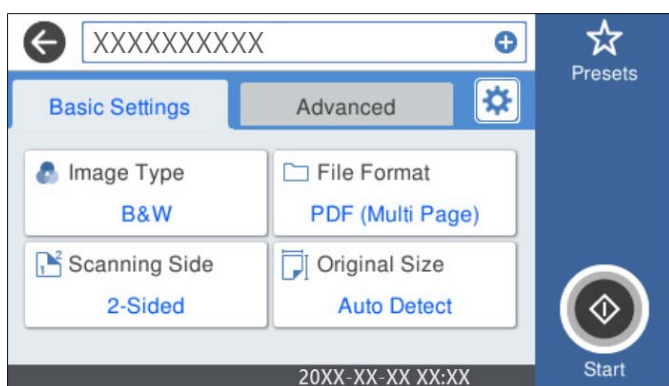 XXXXXXXXXX
Presets
Basic Settings
Advanced
Image Type
B&W
File Format
PDF (Multi Page)
Scanning Side
2-Sided
Original Size
Auto Detect
20XX-XX-XX XX:XX
Start